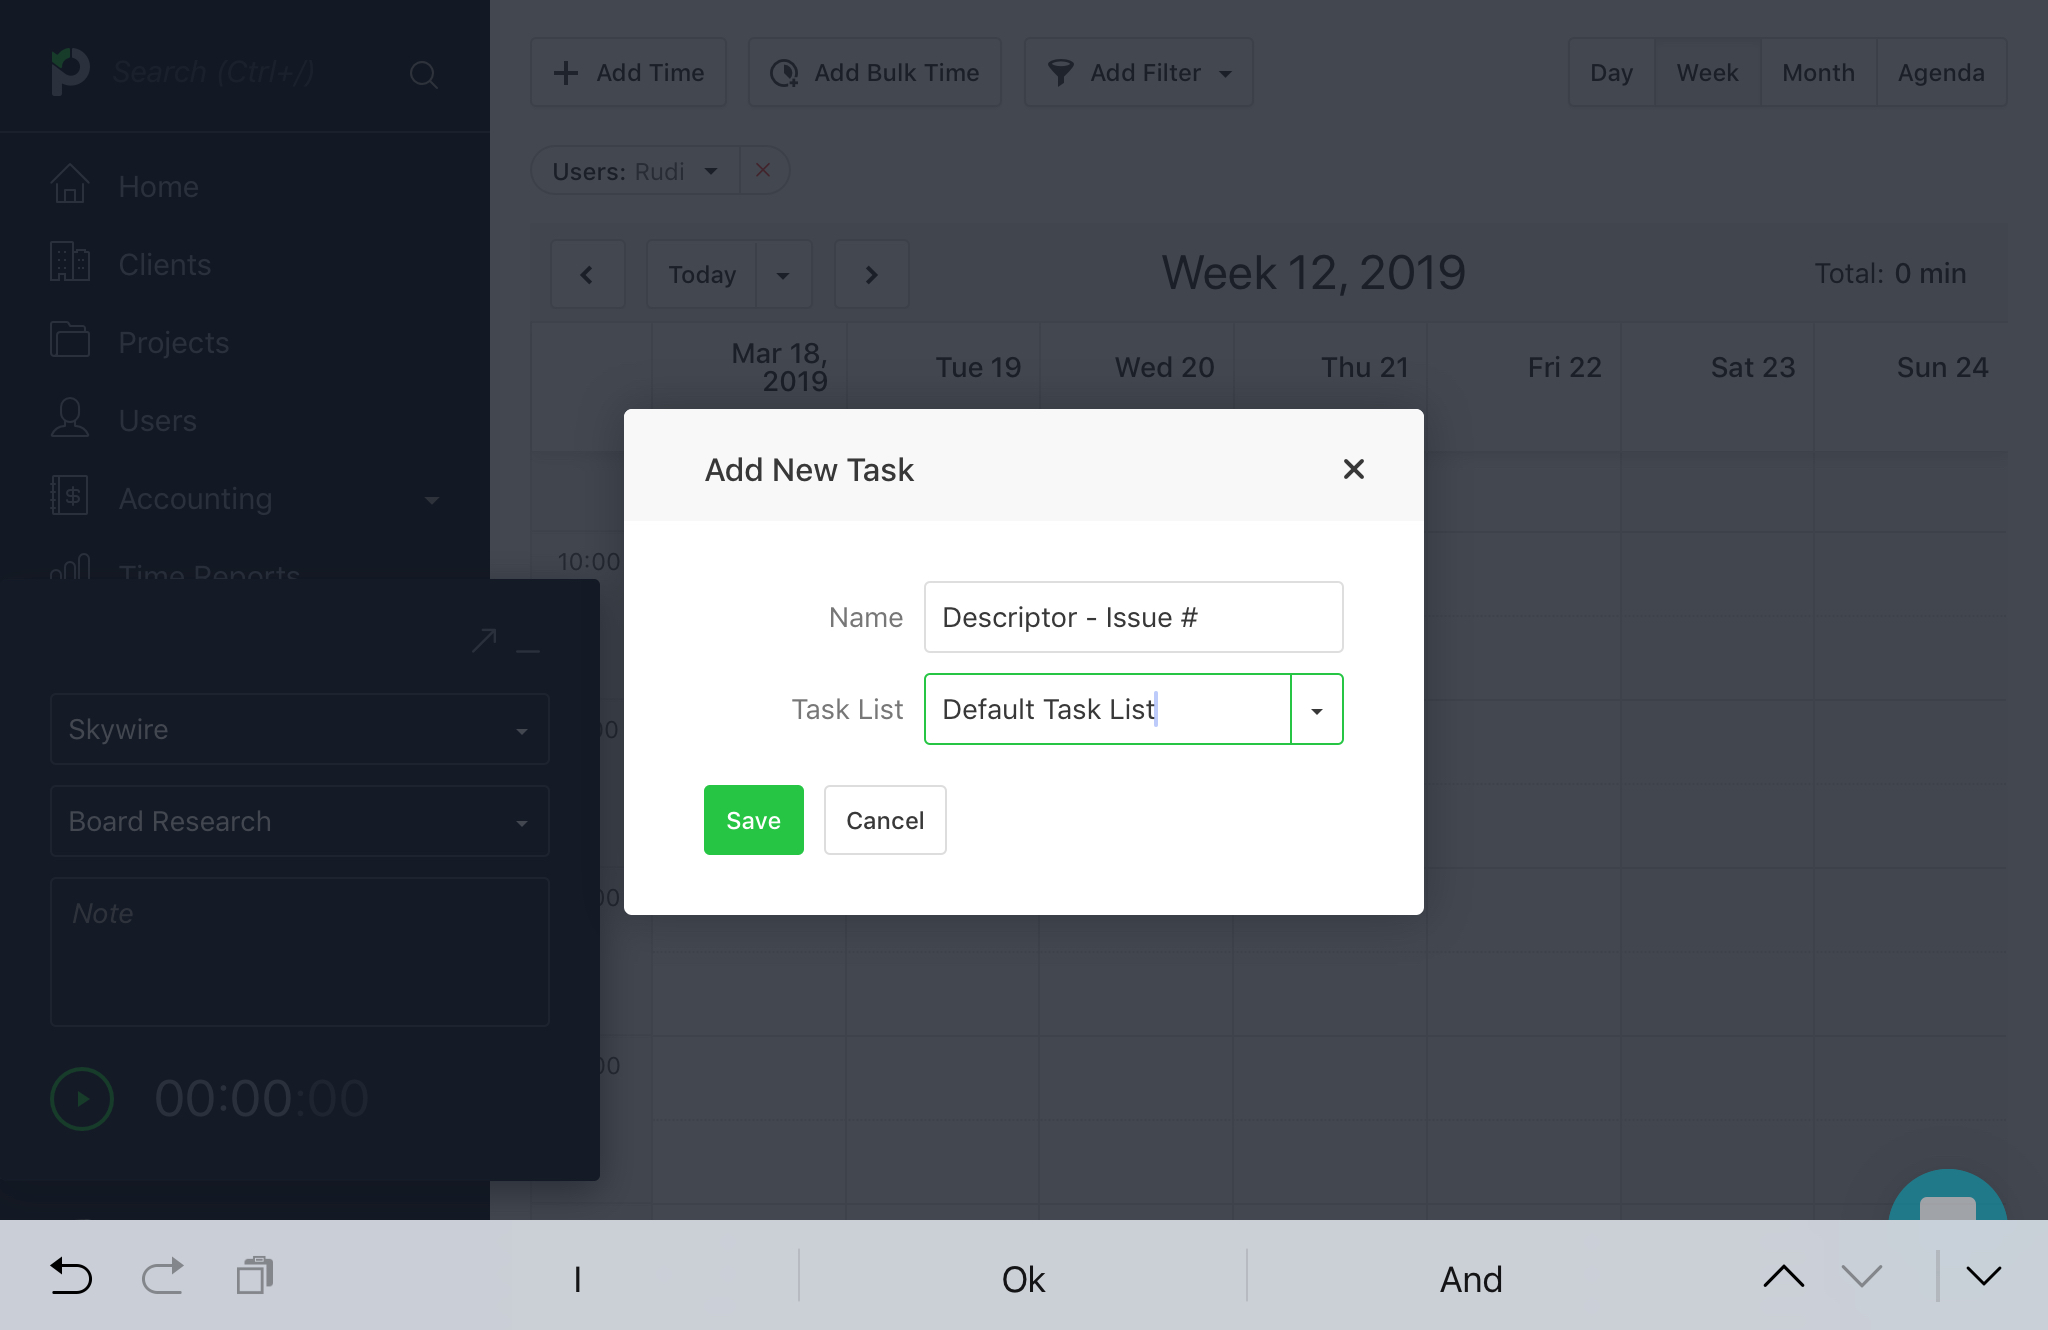 Search (Ctrl+/)
Home
Clients
Projects
Users
Accounting
Time Reports
Skywire
Board Research
Note
00:00:00
Add Time
Add Bulk Time
Add Filter
Day
Week
Month
Agenda
Users: Rudi
Today
Week 12, 2019
Total: 0 min
Mar 18,
2019
Tue 19
Wed 20
Thu 21
Fri 22
Sat 23
Sun 24
10:00
00
00
00
Add New Task
Name
Descriptor - Issue #
Task List
Default Task List
Save
Cancel
I
Ok
And